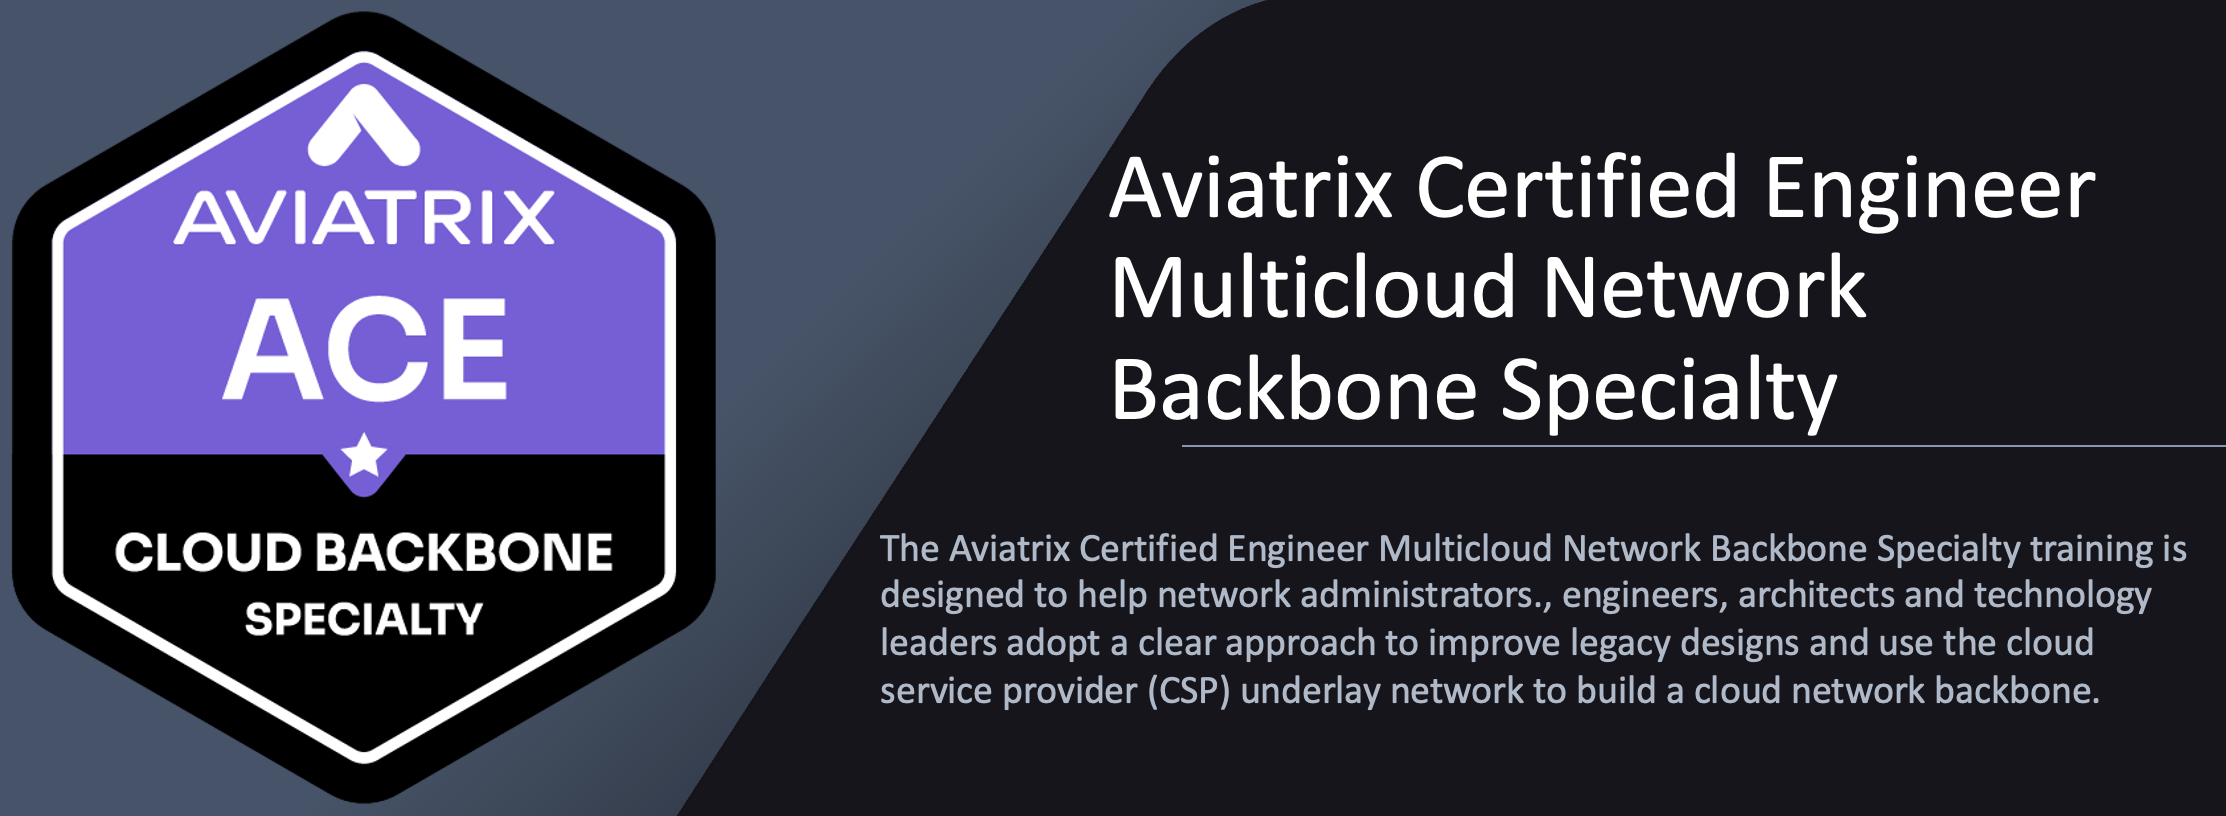 AVIATRIX
ACE
CLOUD BACKBONE
SPECIALTY
Aviatrix Certified Engineer
Multicloud Network
Backbone Specialty
The Aviatrix Certified Engineer Multicloud Network Backbone Specialty training is
designed to help network administrators., engineers, architects and technology
leaders adopt a clear approach to improve legacy designs and use the cloud
service provider (CSP) underlay network to build a cloud network backbone.